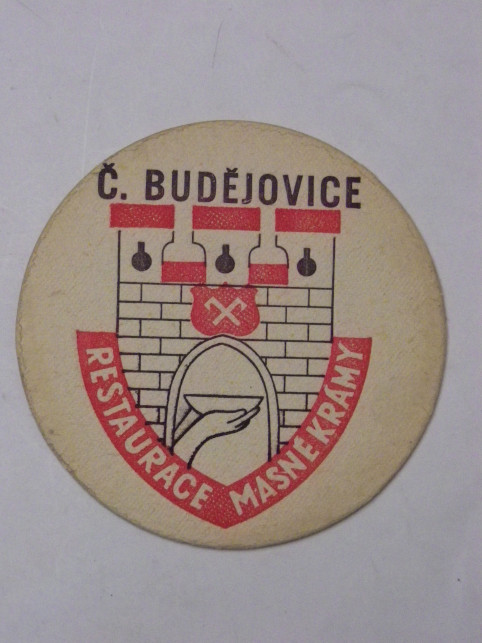 Č. BUDĚJOVICE
RESTAURACE MASNÉ KRÁMY